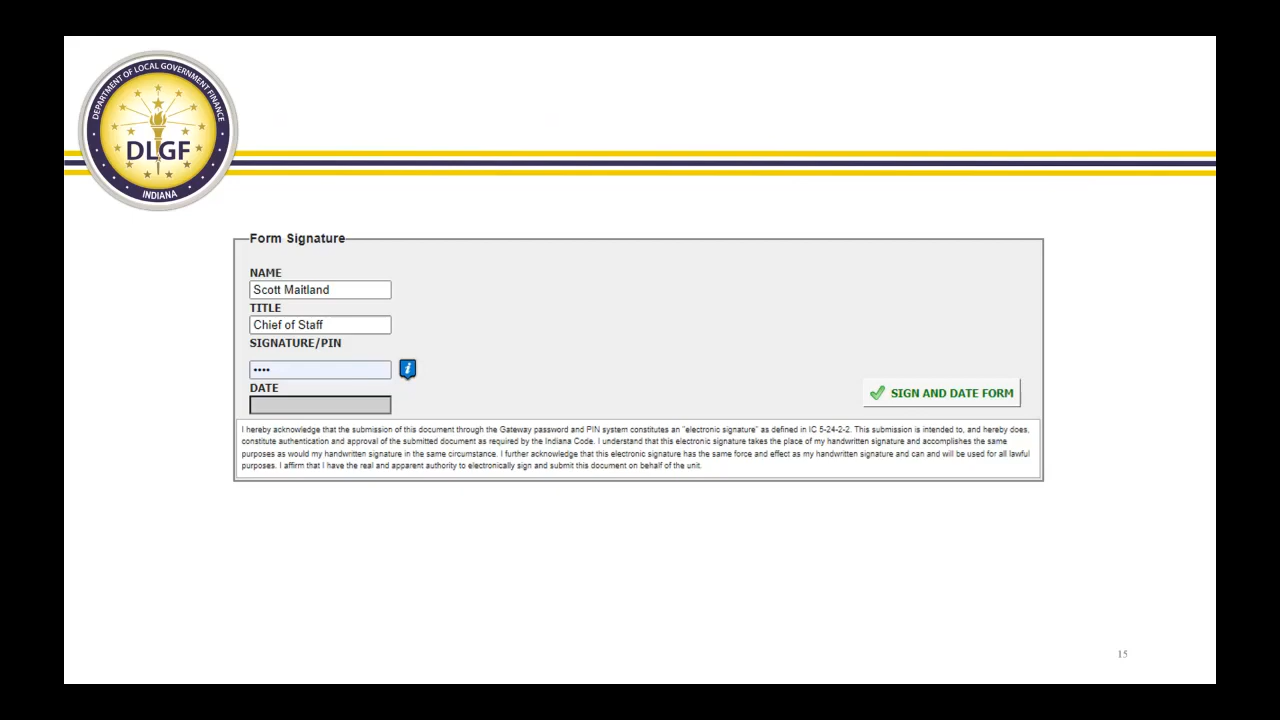 DEPARTMENT OF LOCAL GOVERNMENT FINANCE
DLGF
INDIANA
Form Signature
NAME
Scott Maitland
TITLE
Chief of Staff
SIGNATURE/PIN
••••
i
DATE
SIGN AND DATE FORM
I hereby acknowledge that the submission of this document through the Gateway password and PIN system constitutes an "electronic signature" as defined in IC 5-24-2-2. This submission is intended to, and hereby does,
constitute authentication and approval of the submitted document as required by the Indiana Code. I understand that this electronic signature takes the place of my handwritten signature and accomplishes the same
purposes as would my handwritten signature in the same circumstance. I further acknowledge that this electronic signature has the same force and effect as my handwritten signature and can and will be used for all lawful
purposes. I affirm that I have the real and apparent authority to electronically sign and submit this document on behalf of the unit.
15